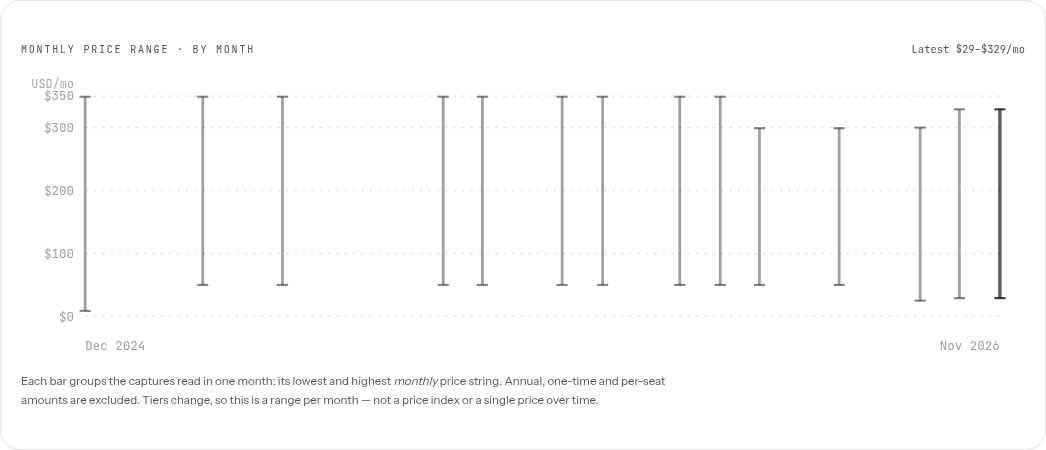 MONTHLY PRICE RANGE · BY MONTH
Latest $29–$329/mo
USD/mo
$350
$300
$200
$100
$0
Dec 2024
Nov 2026
Each bar groups the captures read in one month: its lowest and highest monthly price string. Annual, one-time and per-seat
amounts are excluded. Tiers change, so this is a range per month — not a price index or a single price over time.